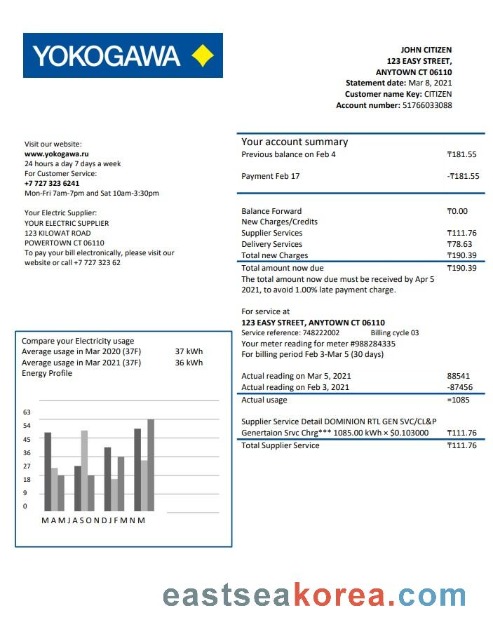 YOKOGAWA
JOHN CITIZEN
123 EASY STREET,
ANYTOWN CT 06110
Statement date: Mar 8, 2021
Customer name Key: CITIZEN
Account number: 51766033088
Visit our website:
www.yokogawa.ru
24 hours a day 7 days a week
For Customer Service:
+7 727 323 6241
Mon-Fri 7am-7pm and Sat 10am-3:30pm
Your Electric Supplier:
YOUR ELECTRIC SUPPLIER
123 KILOWAT ROAD
POWERTOWN CT 06110
To pay your bill electronically, please visit our
website or call +7 727 323 62
Your account summary
Previous balance on Feb 4 ₸181.55
Payment Feb 17 -₸181.55
Balance Forward ₸0.00
New Charges/Credits
Supplier Services ₸111.76
Delivery Services ₸78.63
Total new Charges ₸190.39
Total amount now due ₸190.39
The total amount now due must be received by Apr 5
2021, to avoid 1.00% late payment charge.
For service at
123 EASY STREET, ANYTOWN CT 06110
Service reference: 748222002 Billing cycle 03
Your meter reading for meter #988284335
For billing period Feb 3-Mar 5 (30 days)
Actual reading on Mar 5, 2021 88541
Actual reading on Feb 3, 2021 -87456
Actual usage =1085
Supplier Service Detail DOMINION RTL GEN SVC/CL&P
Genertaion Srvc Chrg*** 1085.00 kWh × $0.103000 ₸111.76
Total Supplier Service ₸111.76
Compare your Electricity usage
Average usage in Mar 2020 (37F) 37 kWh
Average usage in Mar 2021 (37F) 36 kWh
Energy Profile
63
54
45
36
27
18
9
0
M A M J A S O N D J F M N M
eastseakorea.com